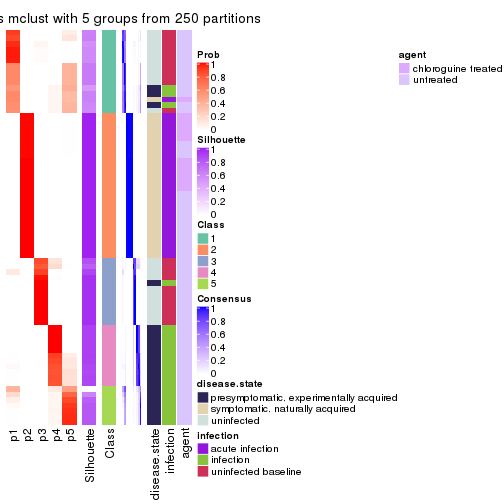 s mclust with 5 groups from 250 partitions
Prob
1
0.8
0.6
0.4
0.2
0
Silhouette
1
0.8
0.6
0.4
0.2
0
Class
1
2
3
4
5
Consensus
1
0.8
0.6
0.4
0.2
0
disease.state
presymptomatic. experimentally acquired
symptomatic. naturally acquired
uninfected
infection
acute infection
infection
uninfected baseline
agent
chloroguine treated
untreated
p1
p2
p3
p4
p5
Silhouette
Class
disease.state
infection
agent